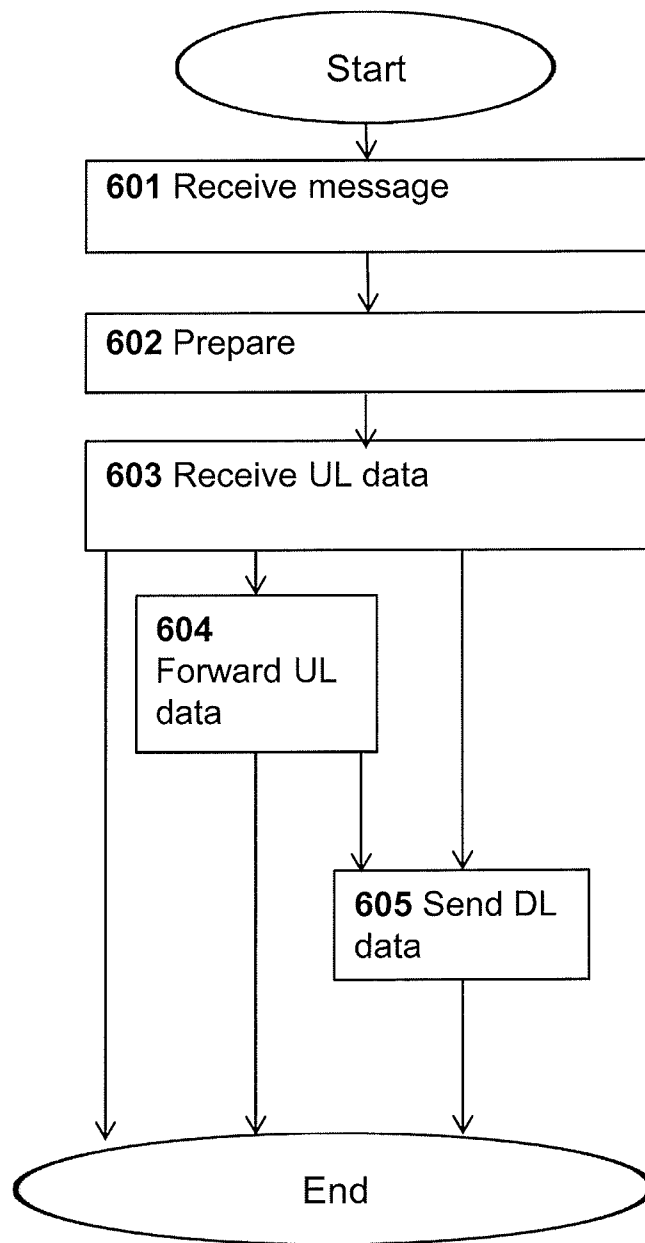 Start
601 Receive message
602 Prepare
603 Receive UL data
604
Forward UL
data
605 Send DL
data
End